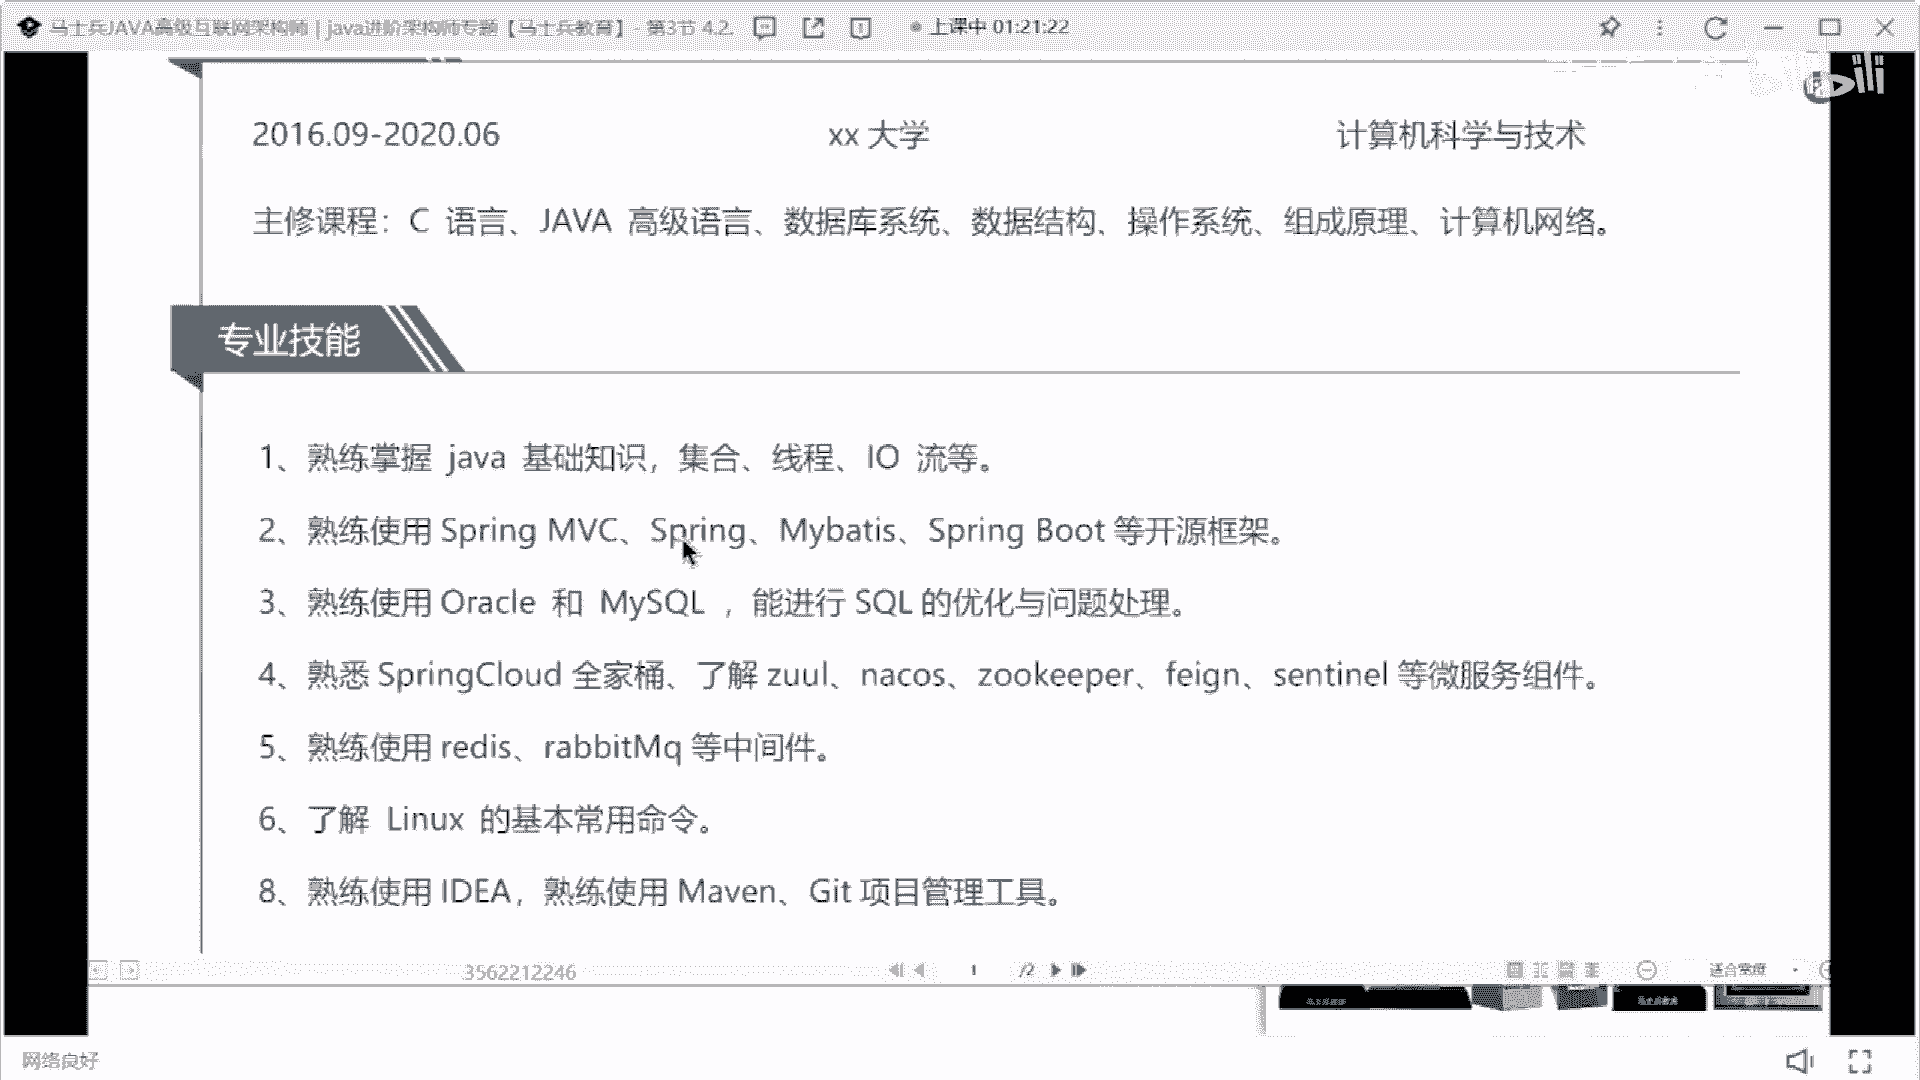 马士兵JAVA高级互联网架构师 | java进阶架构师专题【马士兵教育】 - 第3节 4.2. 上课中 01:21:22
2016.09-2020.06 xx 大学 计算机科学与技术
主修课程：C 语言、JAVA 高级语言、数据库系统、数据结构、操作系统、组成原理、计算机网络。
专业技能
1、熟练掌握 java 基础知识，集合、线程、IO 流等。
2、熟练使用 Spring MVC、Spring、Mybatis、Spring Boot 等开源框架。
3、熟练使用 Oracle 和 MySQL ，能进行 SQL 的优化与问题处理。
4、熟悉 SpringCloud 全家桶、了解 zuul、nacos、zookeeper、feign、sentinel 等微服务组件。
5、熟练使用 redis、rabbitMq 等中间件。
6、了解 Linux 的基本常用命令。
8、熟练使用 IDEA，熟练使用 Maven、Git 项目管理工具。
3562212246 1 /2 适合宽度
网络良好